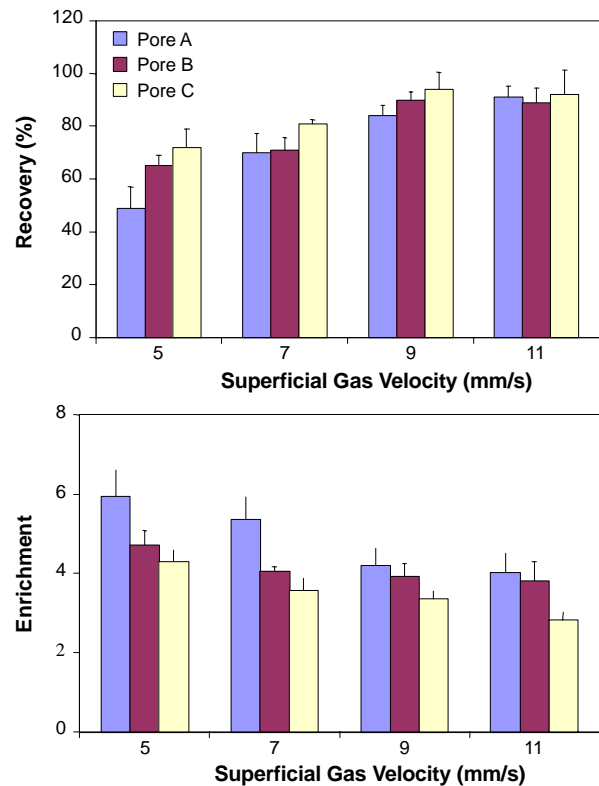 120
100
80
60
40
20
0
Recovery (%)
Pore A
Pore B
Pore C
5 7 9 11
Superficial Gas Velocity (mm/s)
8
6
4
2
0
Enrichment
5 7 9 11
Superficial Gas Velocity (mm/s)